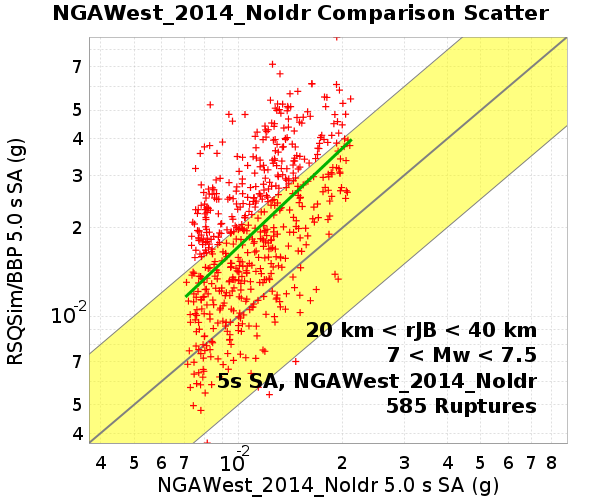 NGAWest_2014_NoIdr Comparison Scatter
RSQSim/BBP 5.0 s SA (g)
7
5
4
3
2
10-2
7
5
4
20 km < rJB < 40 km
7 < Mw < 7.5
5s SA, NGAWest_2014_NoIdr
585 Ruptures
4 5 6 7 10-2 2 3 4 5 6 7 8
NGAWest_2014_NoIdr 5.0 s SA (g)